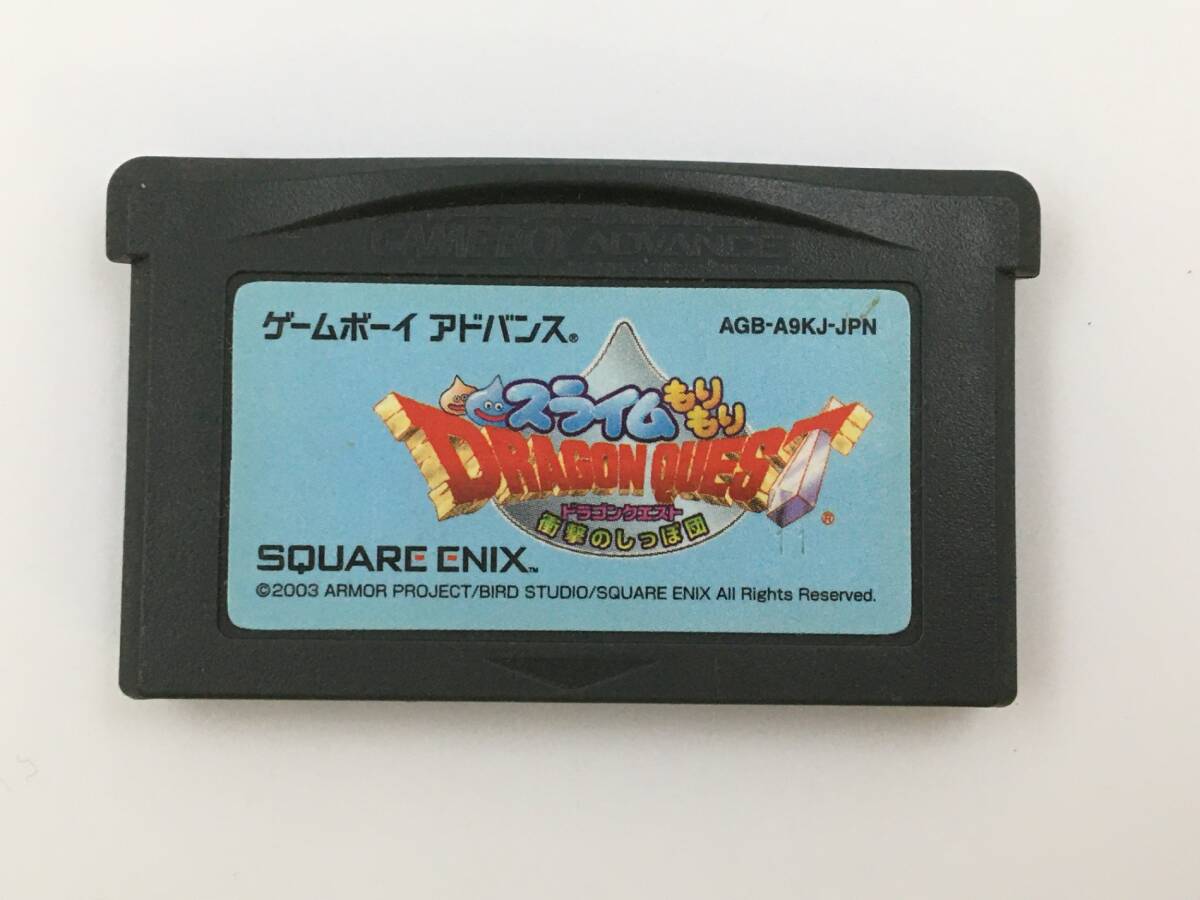 GAME BOY ADVANCE
ゲームボーイ アドバンス®
AGB-A9KJ-JPN
スライムもりもり
DRAGON QUEST®
ドラゴンクエスト
衝撃のしっぽ団
11
SQUARE ENIX™
©2003 ARMOR PROJECT/BIRD STUDIO/SQUARE ENIX All Rights Reserved.